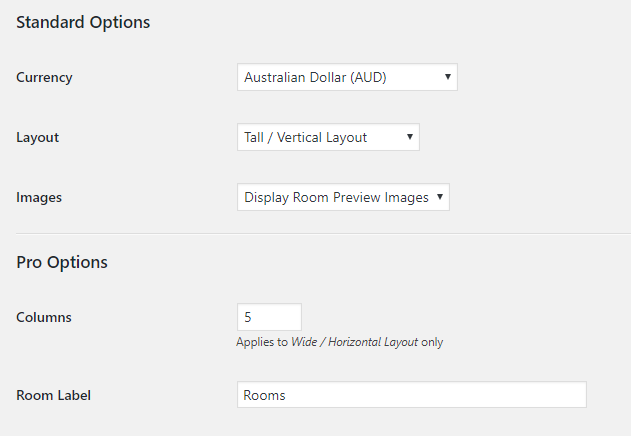 Standard Options
Currency Australian Dollar (AUD)
Layout Tall / Vertical Layout
Images Display Room Preview Images
Pro Options
Columns 5
Applies to Wide / Horizontal Layout only
Room Label Rooms